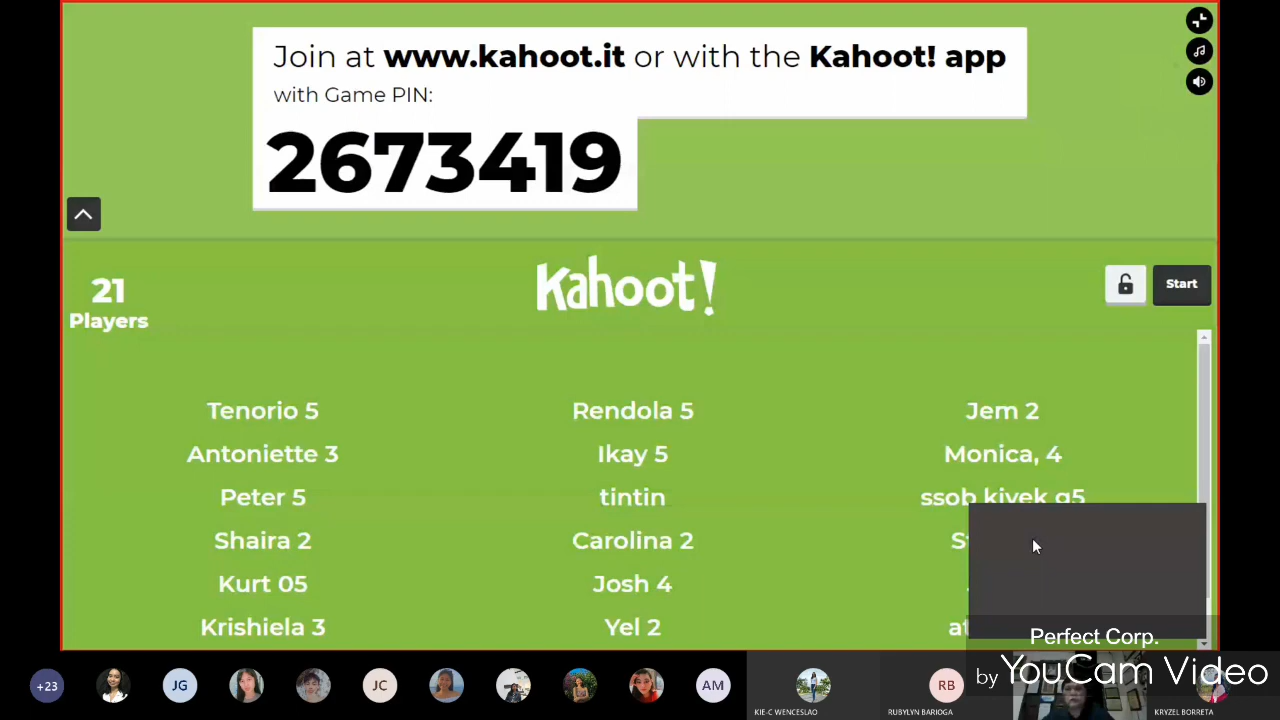 Join at www.kahoot.it or with the Kahoot! app
with Game PIN:
2673419
Kahoot!
21
Players
Start
Tenorio 5
Rendola 5
Jem 2
Antoniette 3
Ikay 5
Monica, 4
Peter 5
tintin
ssob kivek g5
Shaira 2
Carolina 2
Kurt 05
Josh 4
Krishiela 3
Yel 2
Perfect Corp.
by YouCam Video
+23
JG
JC
AM
RB
KIE-C WENCESLAO
RUBYLYN BARIOGA
KRYZEL BORRETA